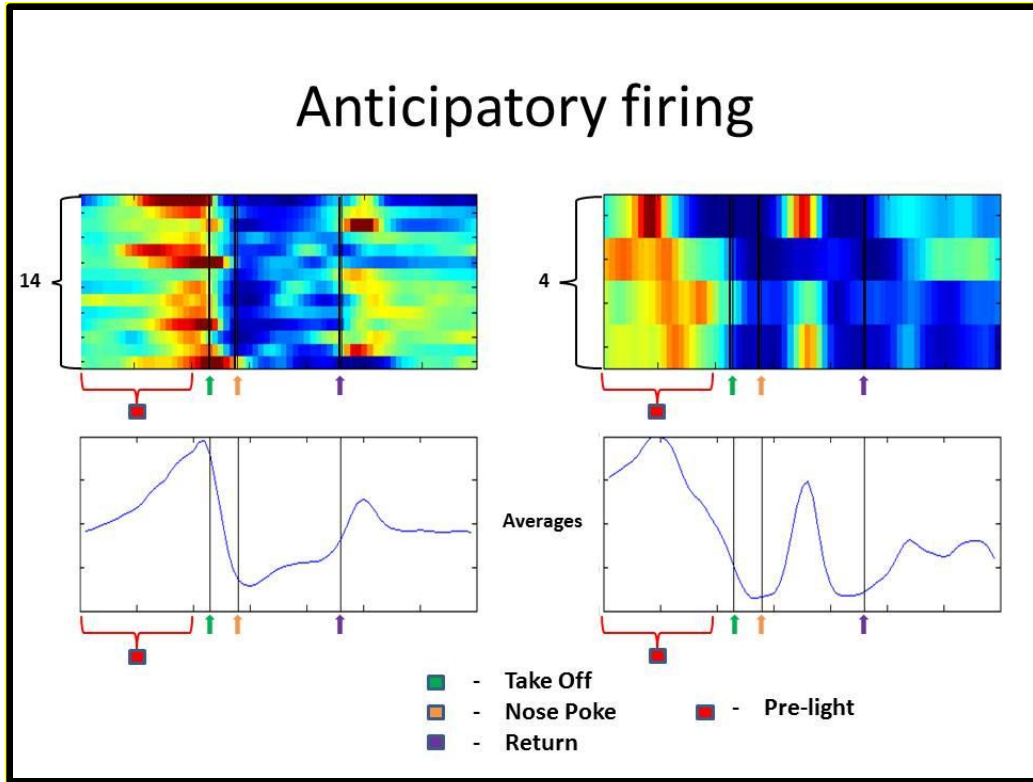 Anticipatory firing
14
4
Averages
- Take Off
- Nose Poke
- Return
- Pre-light